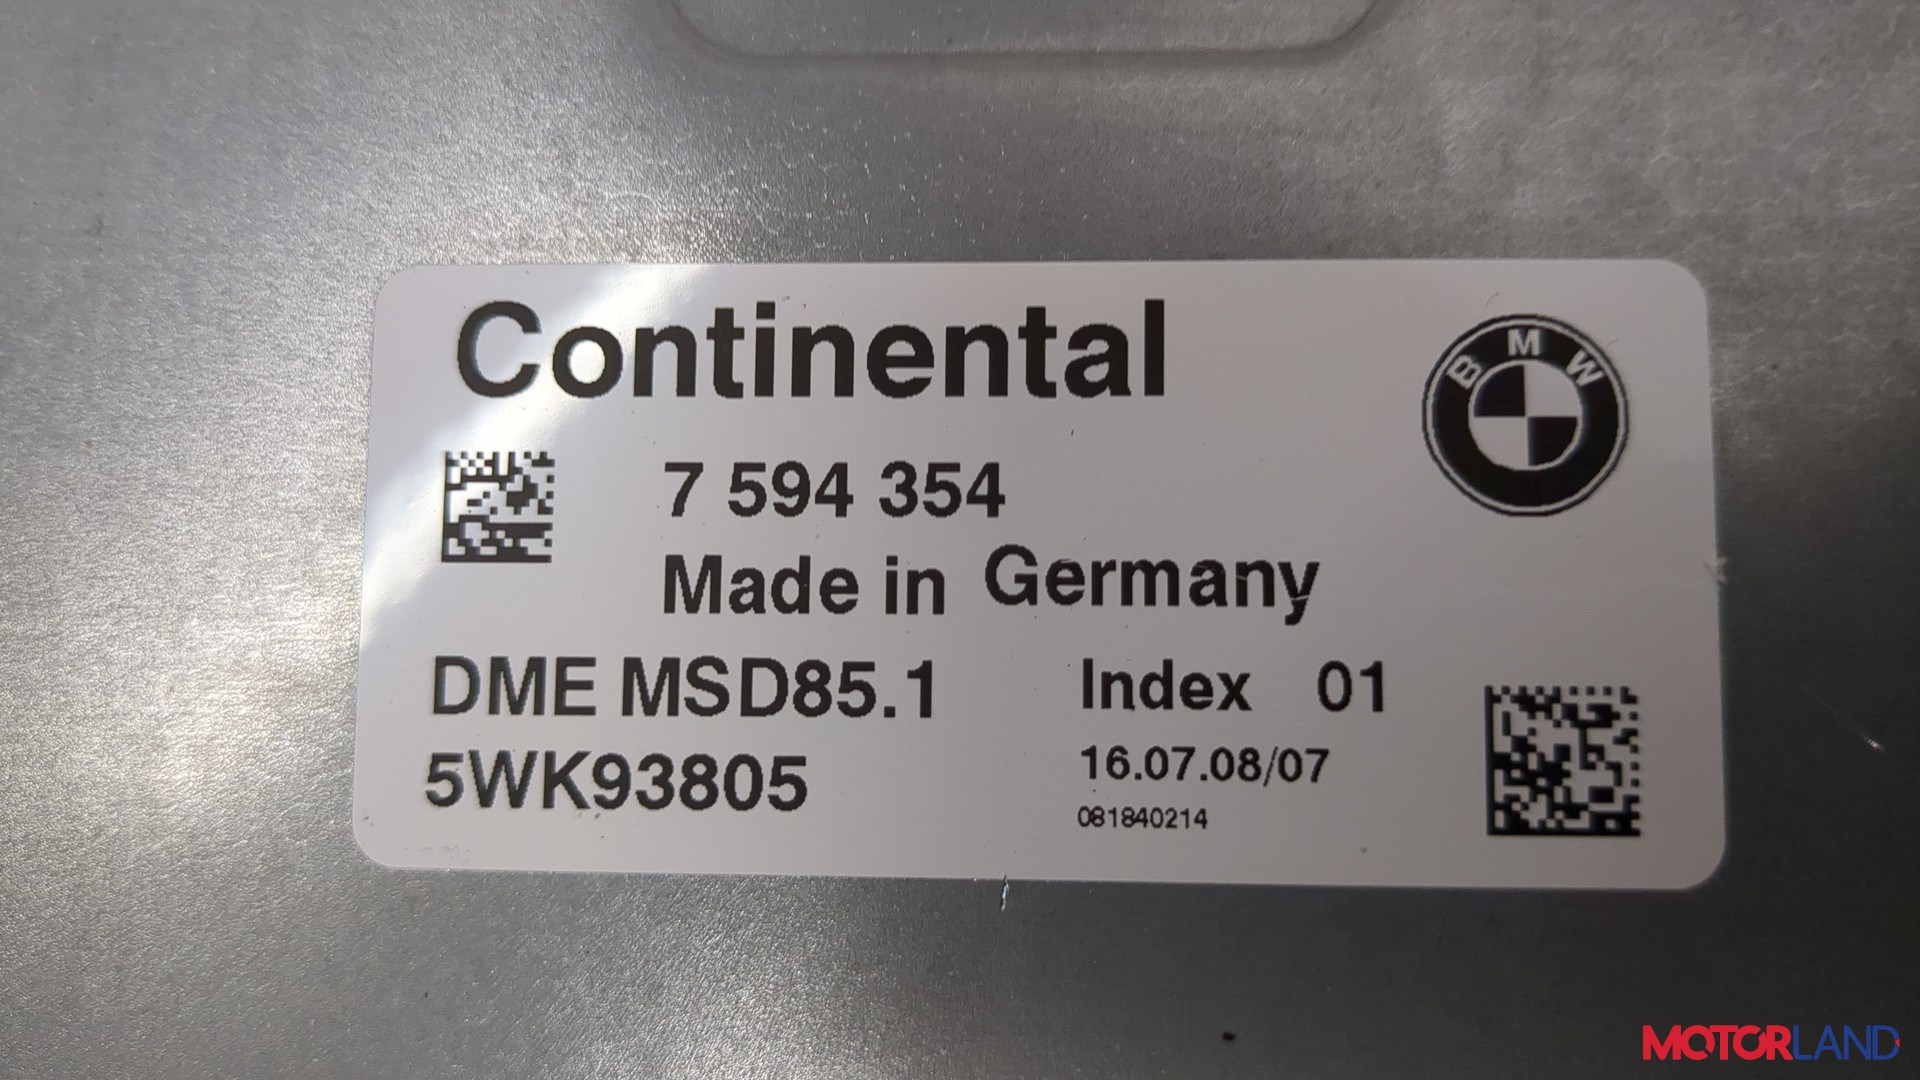 Continental
BMW
7 594 354
Made in Germany
DME MSD85.1 Index 01
5WK93805 16.07.08/07
081840214
MOTORLAND